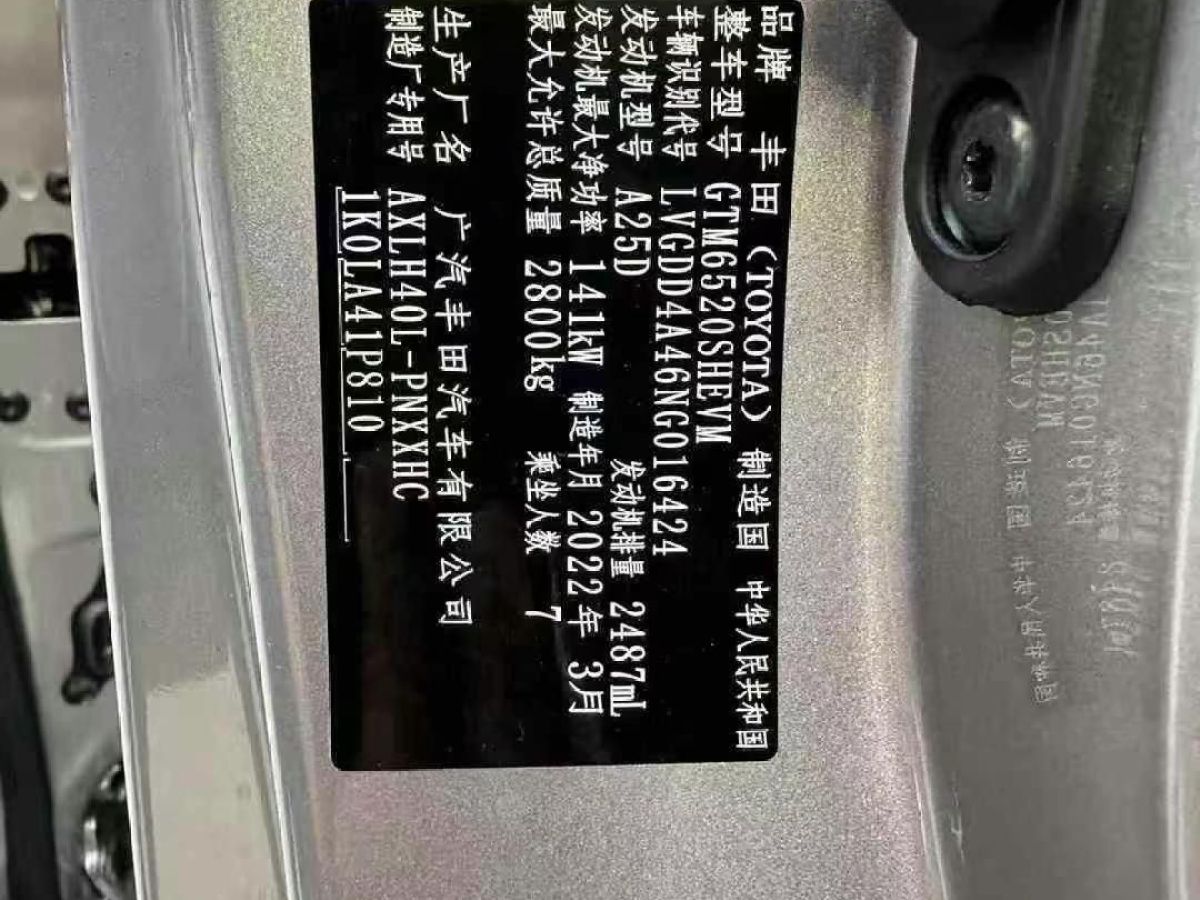 品牌 丰田（TOYOTA） 制造国 中华人民共和国
整车型号 GTM6520SHEVM
车辆识别代号 LVGDD4A46NG016424
发动机型号 A25D 发动机排量 2487mL
发动机最大净功率 141kW 制造年月 2022年 3月
最大允许总质量 2800kg 乘坐人数 7
生产厂名 广汽丰田汽车有限公司
制造厂专用号 AXLH40L-PNXXHC
1K0LA41P810